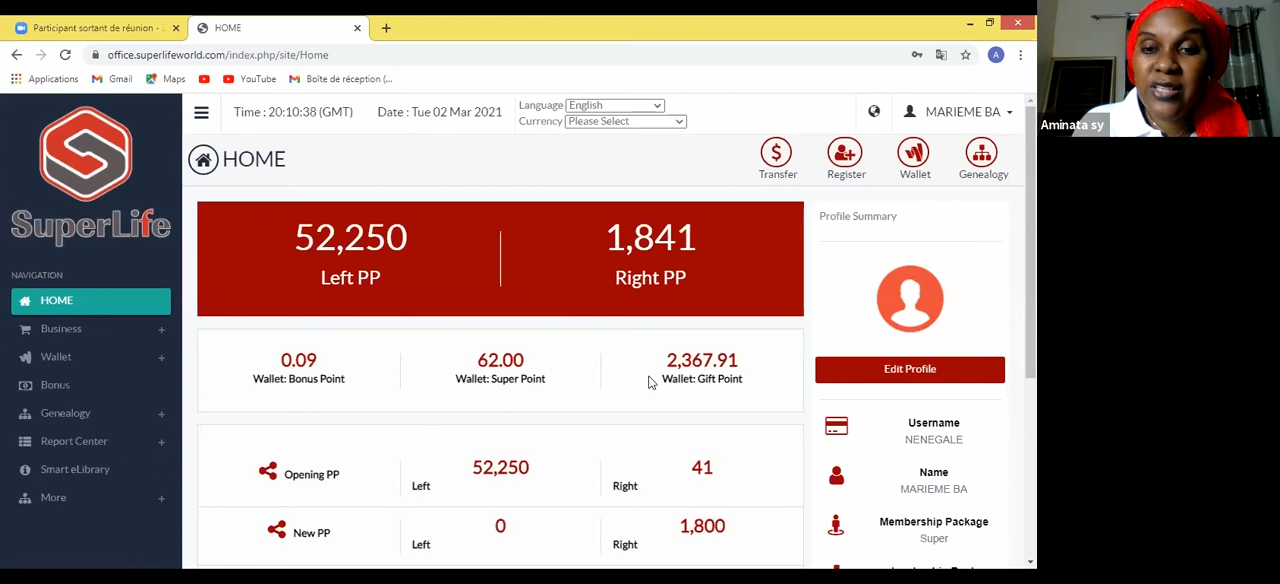 Participant sortant de réunion -
HOME
office.superlifeworld.com/index.php/site/Home
A
Applications
Gmail
Maps
YouTube
Boîte de réception (...
Aminata sy
SuperLife
Time : 20:10:38 (GMT)
Date : Tue 02 Mar 2021
Language English
Currency Please Select
MARIEME BA
HOME
Transfer
Register
Wallet
Genealogy
NAVIGATION
HOME
Business +
Wallet +
Bonus
Genealogy +
Report Center +
Smart eLibrary
More +
52,250
Left PP
1,841
Right PP
0.09
Wallet: Bonus Point
62.00
Wallet: Super Point
2,367.91
Wallet: Gift Point
Opening PP
52,250
Left
41
Right
New PP
0
Left
1,800
Right
Profile Summary
Edit Profile
Username
NENEGALE
Name
MARIEME BA
Membership Package
Super